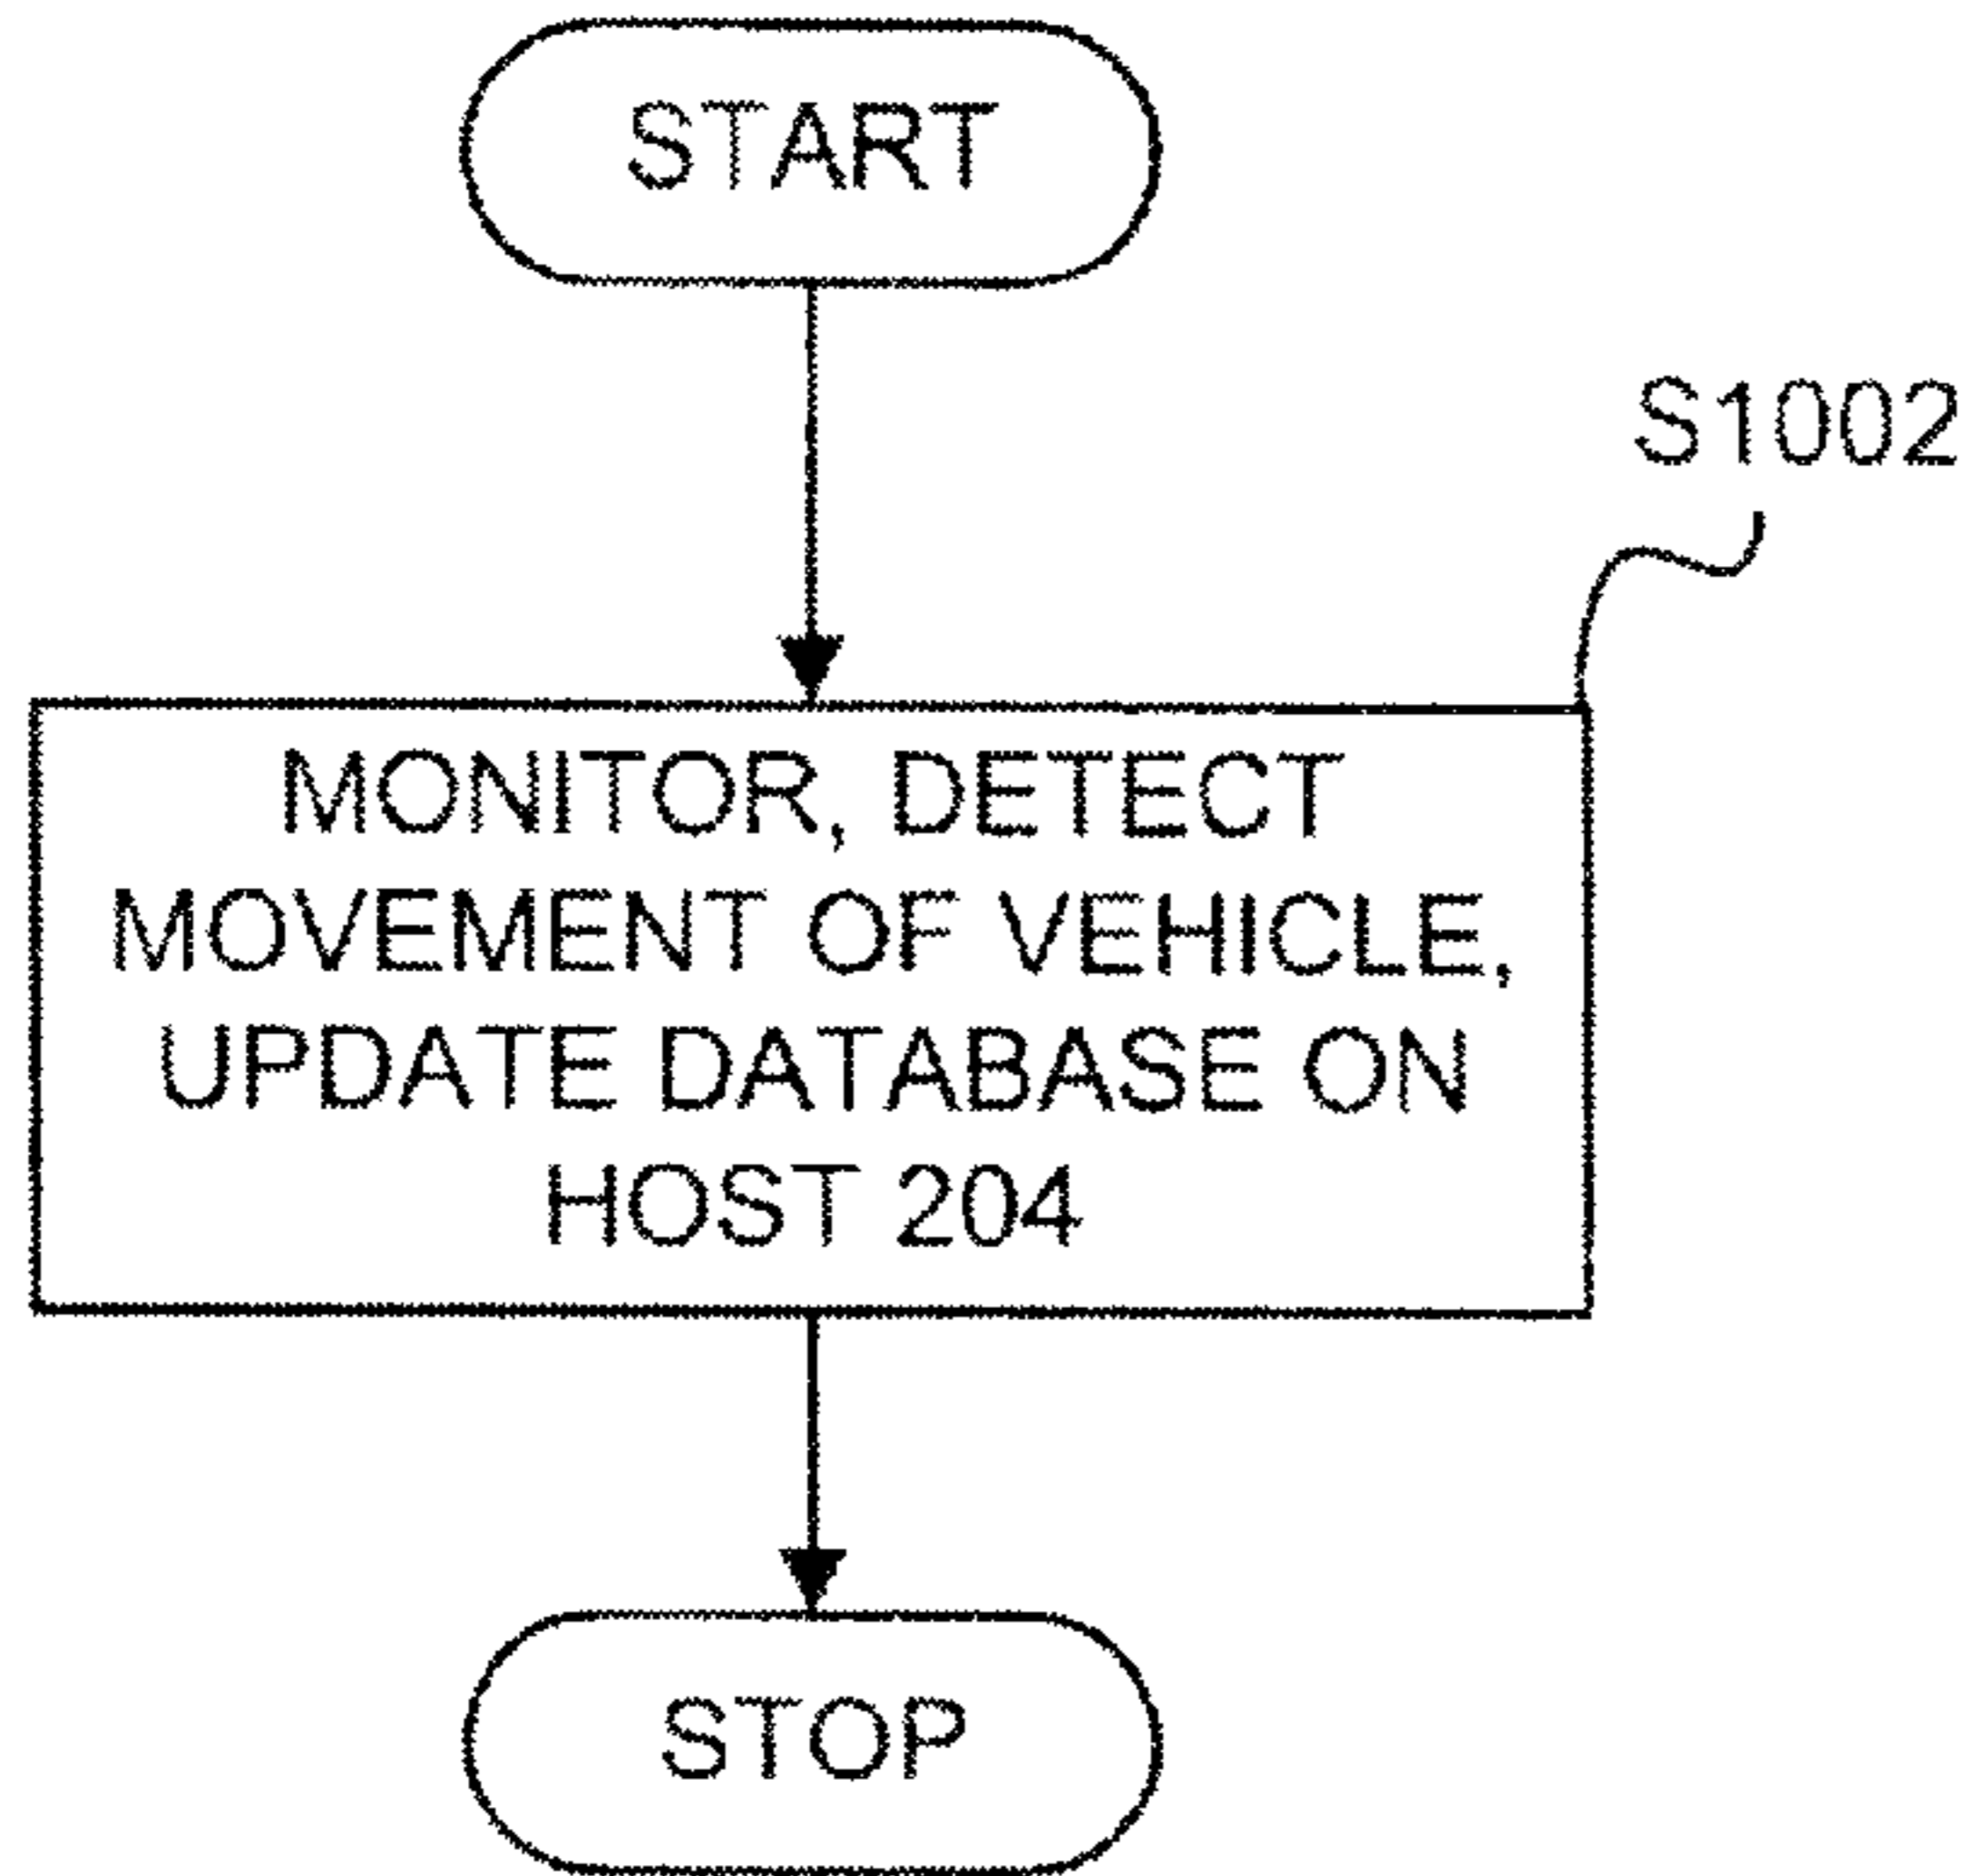 START
S1002
MONITOR, DETECT
MOVEMENT OF VEHICLE,
UPDATE DATABASE ON
HOST 204
STOP